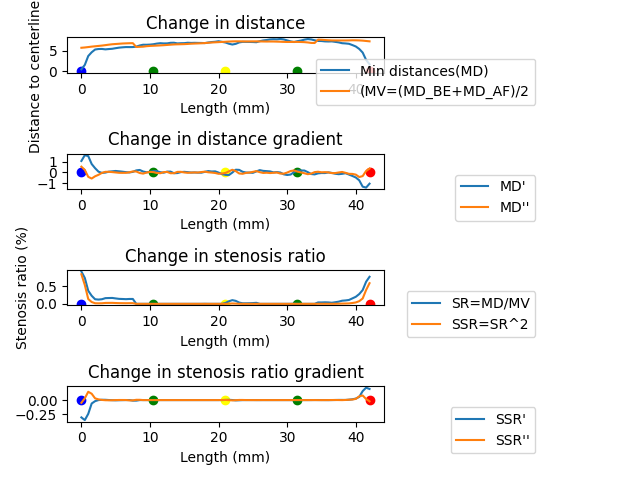 Change in distance
Distance to centerline
5
0
0 10 20 30 40
Length (mm)
Min distances(MD)
(MV=(MD_BE+MD_AF)/2
Change in distance gradient
1
0
−1
0 10 20 30 40
Length (mm)
MD'
MD''
Change in stenosis ratio
Stenosis ratio (%)
0.5
0.0
0 10 20 30 40
Length (mm)
SR=MD/MV
SSR=SR^2
Change in stenosis ratio gradient
0.00
−0.25
0 10 20 30 40
Length (mm)
SSR'
SSR''